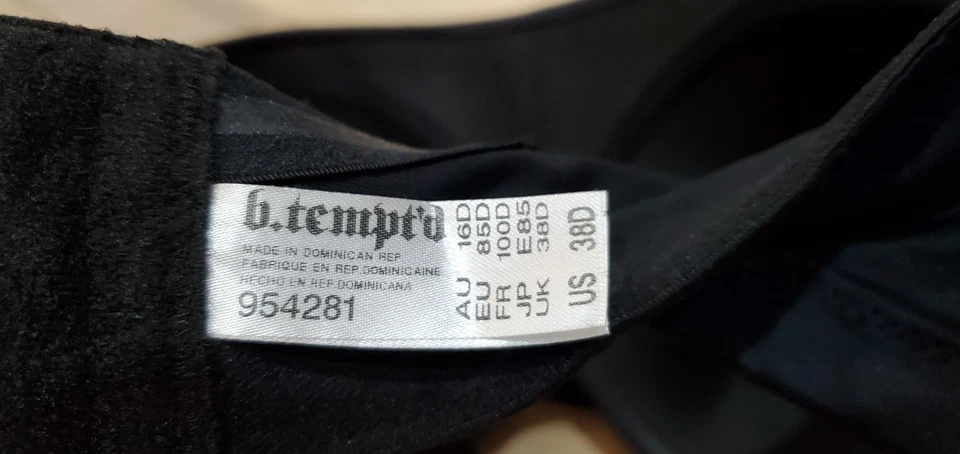 b.tempt'd
MADE IN DOMINICAN REP
FABRIQUE EN REP.DOMINICAINE
HECHO EN REP.DOMINICANA
954281
AU 16D
EU 85D
FR 100D
JP E85
UK 38D
US 38D